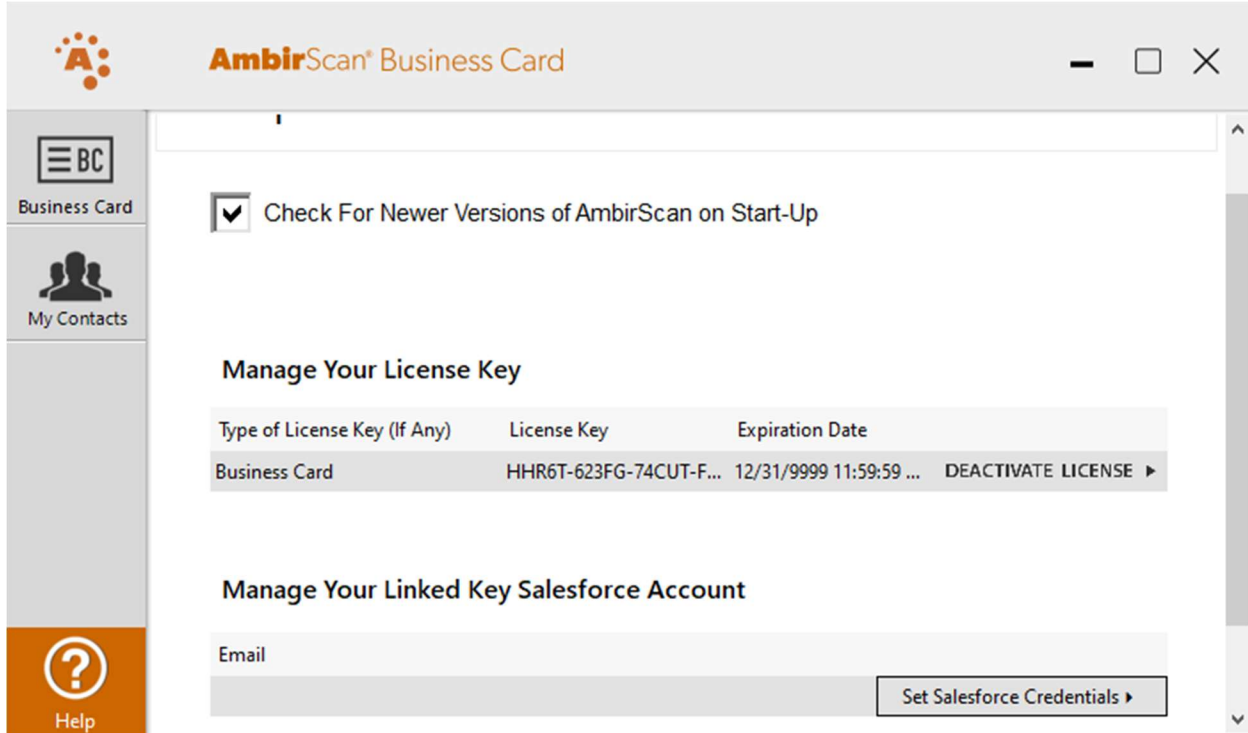 A
AmbirScan® Business Card
BC
Business Card
Check For Newer Versions of AmbirScan on Start-Up
My Contacts
Manage Your License Key
Type of License Key (If Any) License Key Expiration Date
Business Card HHR6T-623FG-74CUT-F... 12/31/9999 11:59:59 ... DEACTIVATE LICENSE
Manage Your Linked Key Salesforce Account
Email
Set Salesforce Credentials
?
Help